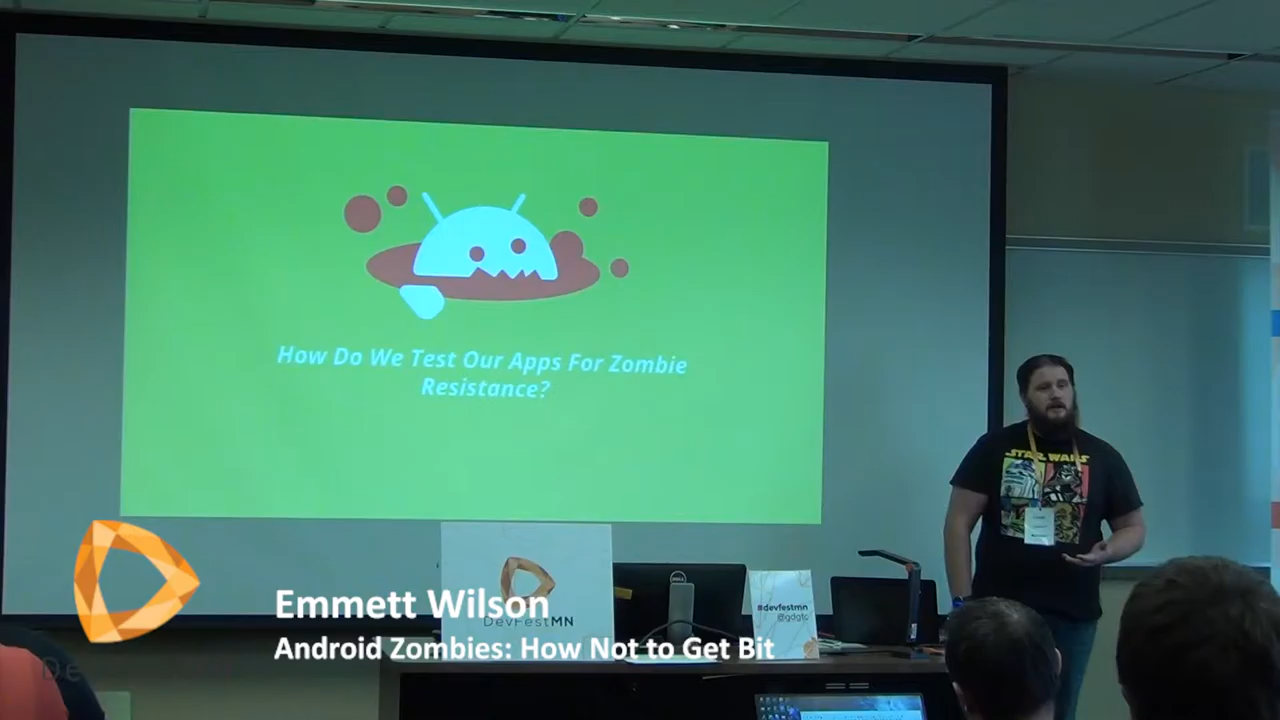 How Do We Test Our Apps For Zombie
Resistance?
STAR WARS
DevFestMN
#devfestmn
@gdgtc
DELL
Emmett Wilson
Android Zombies: How Not to Get Bit